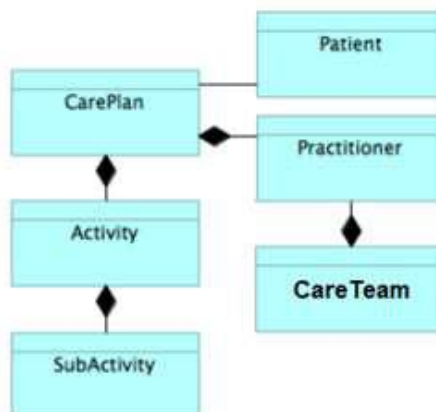 Patient
CarePlan
Practitioner
Activity
CareTeam
SubActivity